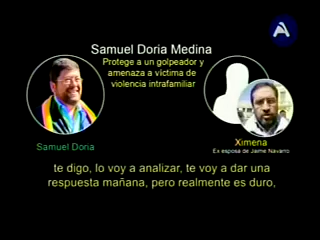 A
Samuel Doria Medina
Protege a un golpeador y
amenaza a víctima de
violencia intrafamiliar
Samuel Doria
Ximena
Ex esposa de Jaime Navarro
te digo, lo voy a analizar, te voy a dar una
respuesta mañana, pero realmente es duro,